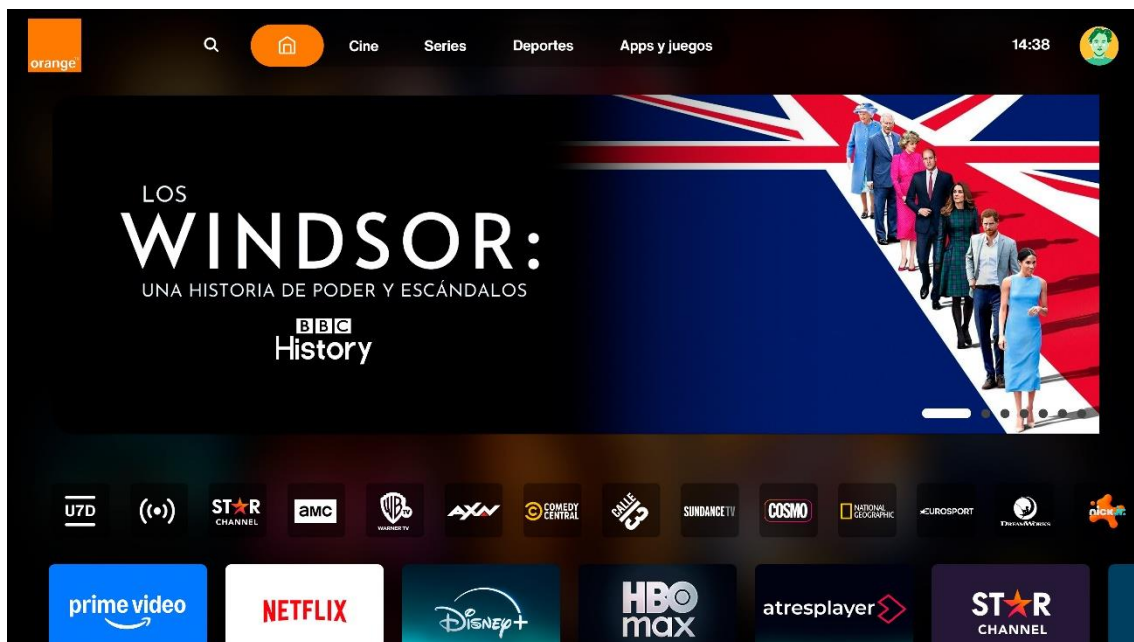 orange
Cine
Series
Deportes
Apps y juegos
14:38
LOS
WINDSOR:
UNA HISTORIA DE PODER Y ESCÁNDALOS
BBC
History
U7D
STAR
CHANNEL
amc
WB
TV
WARNER TV
AXN
COMEDY
CENTRAL
CALLE
13
SUNDANCE TV
COSMO
NATIONAL
GEOGRAPHIC
EUROSPORT
DREAMWORKS
nick jr.
prime video
NETFLIX
Disney+
HBO
max
atresplayer
STAR
CHANNEL